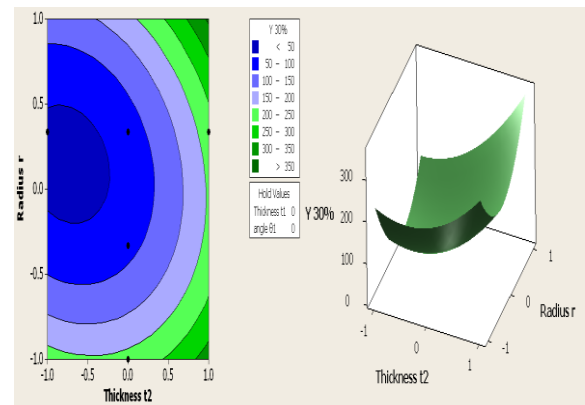 Radius r
1.0
0.5
0.0
-0.5
-1.0
-1.0 -0.5 0.0 0.5 1.0
Thickness t2
Y 30%
< 50
50 - 100
100 - 150
150 - 200
200 - 250
250 - 300
300 - 350
> 350
Hold Values
Thickness t1 0
angle θ1 0
Y 30%
300
200
100
0
-1
0
1
Thickness t2
1
0
-1
Radius r